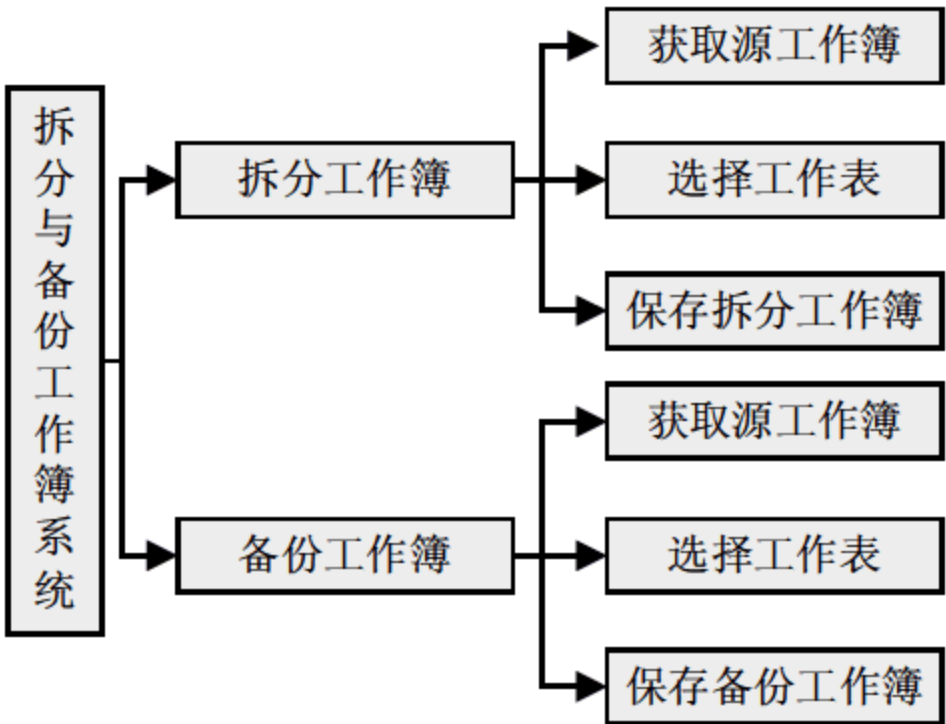 拆分与备份工作簿系统
拆分工作簿
获取源工作簿
选择工作表
保存拆分工作簿
备份工作簿
获取源工作簿
选择工作表
保存备份工作簿